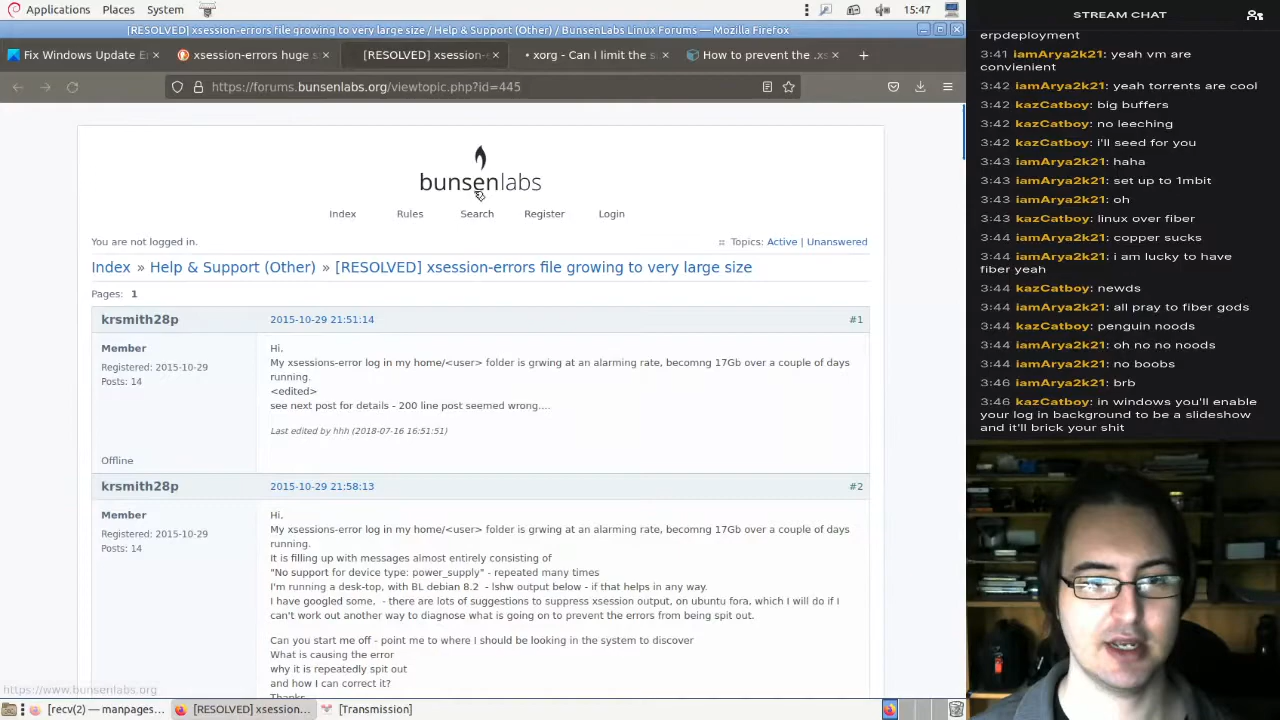 Applications Places System
15:47
[RESOLVED] xsession-errors file growing to very large size / Help & Support (Other) / BunsenLabs Linux Forums — Mozilla Firefox
Fix Windows Update E
xsession-errors huge s
[RESOLVED] xsession-
xorg - Can I limit the s
How to prevent the .xs
https://forums.bunsenlabs.org/viewtopic.php?id=445
bunsenlabs
Index Rules Search Register Login
You are not logged in.
Topics: Active | Unanswered
Index » Help & Support (Other) » [RESOLVED] xsession-errors file growing to very large size
Pages: 1
krsmith28p
2015-10-29 21:51:14
#1
Member
Registered: 2015-10-29
Posts: 14
Offline
Hi,
My xsessions-error log in my home/<user> folder is grwing at an alarming rate, becomng 17Gb over a couple of days
running.
<edited>
see next post for details - 200 line post seemed wrong....
Last edited by hhh (2018-07-16 16:51:51)
krsmith28p
2015-10-29 21:58:13
#2
Member
Registered: 2015-10-29
Posts: 14
Hi,
My xsessions-error log in my home/<user> folder is grwing at an alarming rate, becomng 17Gb over a couple of days
running.
It is filling up with messages almost entirely consisting of
"No support for device type: power_supply" - repeated many times
I'm running a desk-top, with BL debian 8.2 - lshw output below - if that helps in any way.
I have googled some, - there are lots of suggestions to suppress xsession output, on ubuntu fora, which I will do if I
can't work out another way to diagnose what is going on to prevent the errors from being spit out.
Can you start me off - point me to where I should be looking in the system to discover
What is causing the error
why it is repeatedly spit out
and how I can correct it?
Thanks
https://www.bunsenlabs.org
[recv(2) — manpages...
[RESOLVED] xsession...
[Transmission]
STREAM CHAT
erpdeployment
3:41 iamArya2k21: yeah vm are
convienient
3:42 iamArya2k21: yeah torrents are cool
3:42 kazCatboy: big buffers
3:42 kazCatboy: no leeching
3:42 kazCatboy: i'll seed for you
3:43 iamArya2k21: haha
3:43 iamArya2k21: set up to 1mbit
3:43 iamArya2k21: oh
3:43 kazCatboy: linux over fiber
3:44 iamArya2k21: copper sucks
3:44 iamArya2k21: i am lucky to have
fiber yeah
3:44 kazCatboy: newds
3:44 iamArya2k21: all pray to fiber gods
3:44 kazCatboy: penguin noods
3:44 iamArya2k21: oh no no noods
3:44 iamArya2k21: no boobs
3:46 iamArya2k21: brb
3:46 kazCatboy: in windows you'll enable
your log in background to be a slideshow
and it'll brick your shit